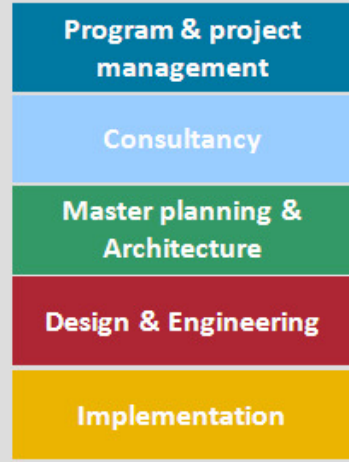 Program & project
management
Consultancy
Master planning &
Architecture
Design & Engineering
Implementation